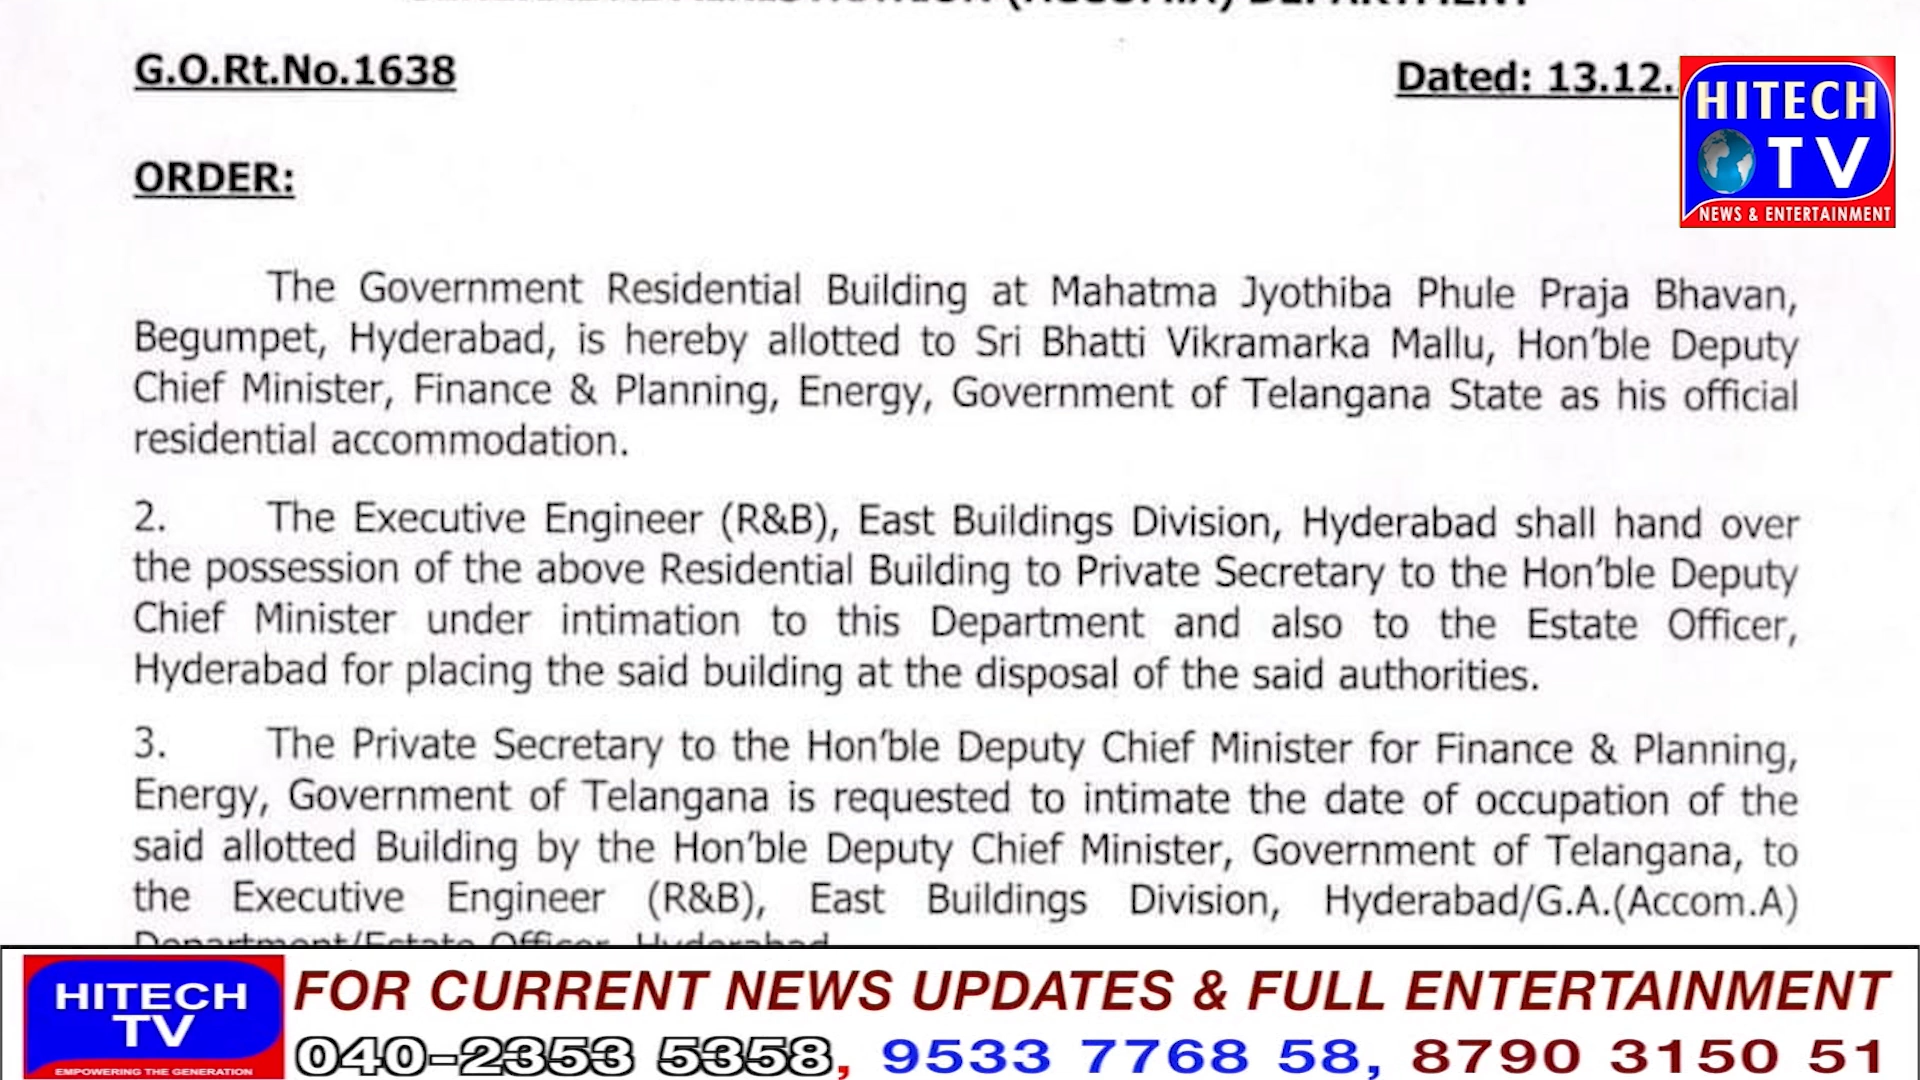 DEPARTMENT
G.O.Rt.No.1638
Dated: 13.12.
HITECH
TV
NEWS & ENTERTAINMENT
ORDER:
The Government Residential Building at Mahatma Jyothiba Phule Praja Bhavan,
Begumpet, Hyderabad, is hereby allotted to Sri Bhatti Vikramarka Mallu, Hon'ble Deputy
Chief Minister, Finance & Planning, Energy, Government of Telangana State as his official
residential accommodation.
2. The Executive Engineer (R&B), East Buildings Division, Hyderabad shall hand over
the possession of the above Residential Building to Private Secretary to the Hon'ble Deputy
Chief Minister under intimation to this Department and also to the Estate Officer,
Hyderabad for placing the said building at the disposal of the said authorities.
3. The Private Secretary to the Hon'ble Deputy Chief Minister for Finance & Planning,
Energy, Government of Telangana is requested to intimate the date of occupation of the
said allotted Building by the Hon'ble Deputy Chief Minister, Government of Telangana, to
the Executive Engineer (R&B), East Buildings Division, Hyderabad/G.A.(Accom.A)
Department/Estate Officer, Hyderabad
HITECH
TV
EMPOWERING THE GENERATION
FOR CURRENT NEWS UPDATES & FULL ENTERTAINMENT
040-2353 5358, 9533 7768 58, 8790 3150 51